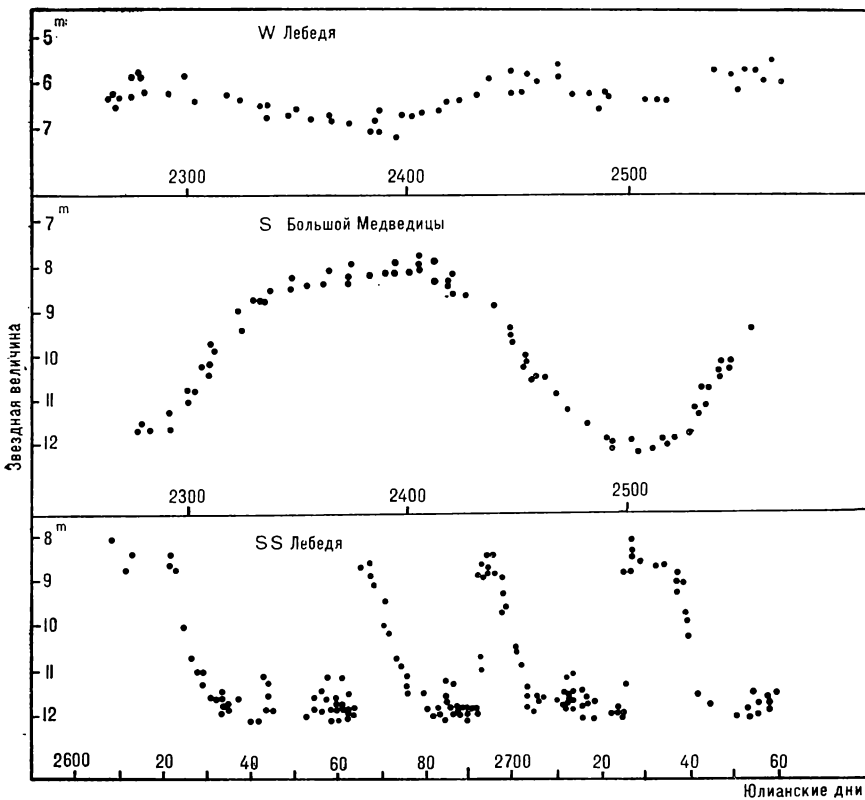 5 m
W Лебедя
6
7
2300 2400 2500
7 m
S Большой Медведицы
8
9
10
11
12
Звездная величина
2300 2400 2500
8 m
SS Лебедя
9
10
11
12
2600 20 40 60 80 2700 20 40 60
Юлианские дни